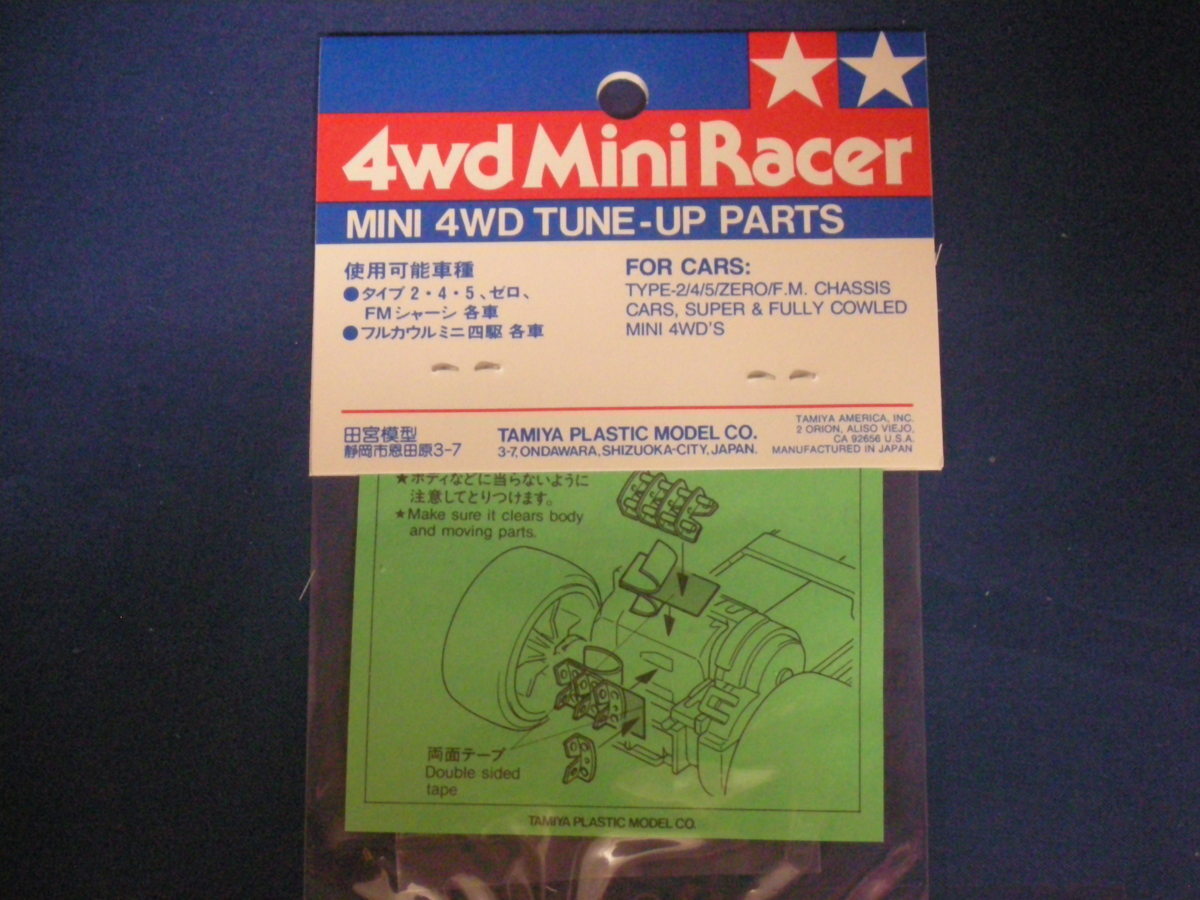 4wd Mini Racer
MINI 4WD TUNE-UP PARTS
使用可能車種
●タイプ2・4・5、ゼロ、
FMシャーシ 各車
●フルカウルミニ四駆 各車
FOR CARS:
TYPE-2/4/5/ZERO/F.M. CHASSIS
CARS, SUPER & FULLY COWLED
MINI 4WD'S
田宮模型
静岡市恩田原3-7
TAMIYA PLASTIC MODEL CO.
3-7, ONDAWARA, SHIZUOKA-CITY, JAPAN.
TAMIYA AMERICA, INC.
2 ORION, ALISO VIEJO,
CA 92656 U.S.A.
MANUFACTURED IN JAPAN
★ボディなどに当らないように
注意してとりつけます。
★Make sure it clears body
and moving parts.
両面テープ
Double sided
tape
TAMIYA PLASTIC MODEL CO.